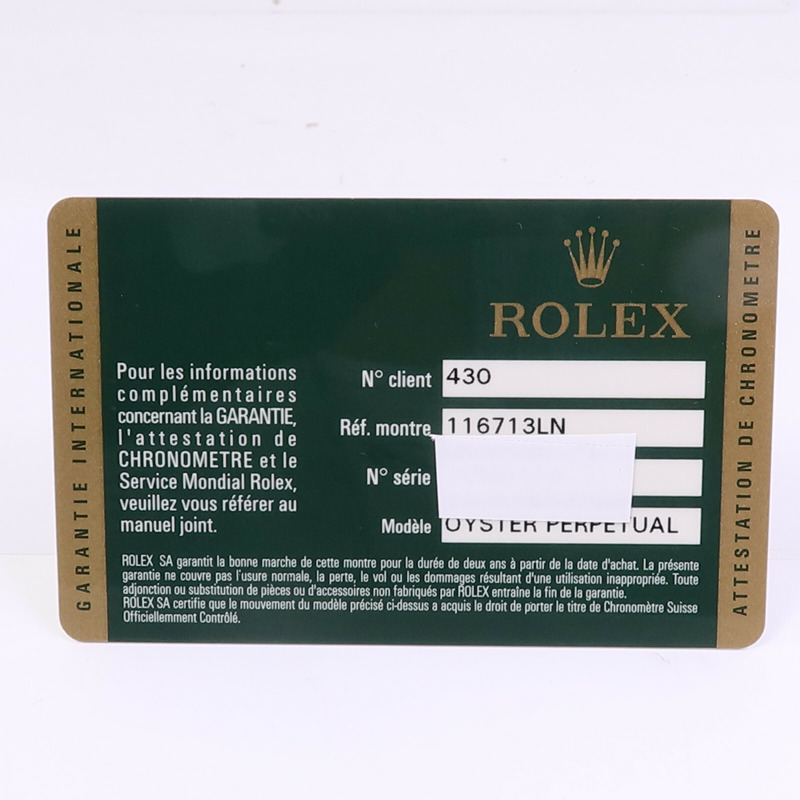 GARANTIE INTERNATIONALE
ROLEX
Pour les informations
complémentaires
concernant la GARANTIE,
l'attestation de
CHRONOMETRE et le
Service Mondial Rolex,
veuillez vous référer au
manuel joint.
N° client 430
Réf. montre 116713LN
N° série
Modèle OYSTER PERPETUAL
ROLEX SA garantit la bonne marche de cette montre pour la durée de deux ans à partir de la date d'achat. La présente
garantie ne couvre pas l'usure normale, la perte, le vol ou les dommages résultant d'une utilisation inappropriée. Toute
adjonction ou substitution de pièces ou d'accessoires non fabriqués par ROLEX entraîne la fin de la garantie.
ROLEX SA certifie que le mouvement du modèle précisé ci-dessus a acquis le droit de porter le titre de Chronomètre Suisse
Officiellement Contrôlé.
ATTESTATION DE CHRONOMETRE